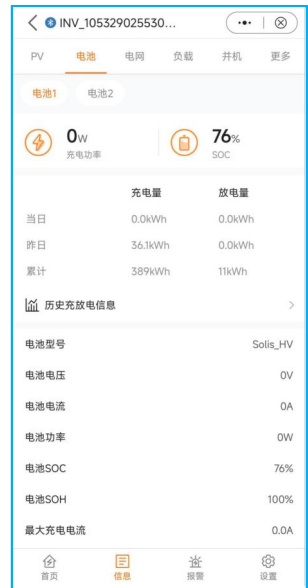 INV_105329025530...
PV 电池 电网 负载 并机 更多
电池1 电池2
0W 76%
充电功率 SOC
充电量 放电量
当日 0.0kWh 0.0kWh
昨日 36.1kWh 0.0kWh
累计 389kWh 11kWh
历史充放电信息
电池型号 Solis_HV
电池电压 0V
电池电流 0A
电池功率 0W
电池SOC 76%
电池SOH 100%
最大充电电流 0.0A
首页 信息 报警 设置